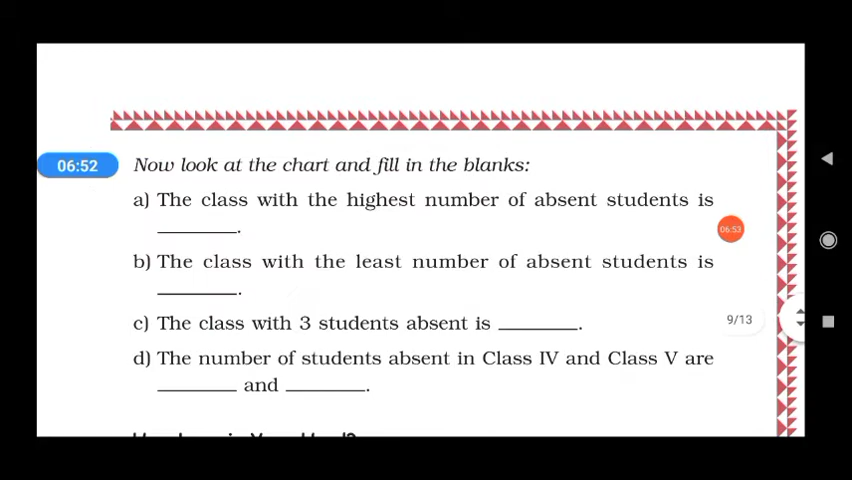 06:52
Now look at the chart and fill in the blanks:
a) The class with the highest number of absent students is
________.
06:53
b) The class with the least number of absent students is
________.
c) The class with 3 students absent is ________.
9/13
d) The number of students absent in Class IV and Class V are
________ and ________.